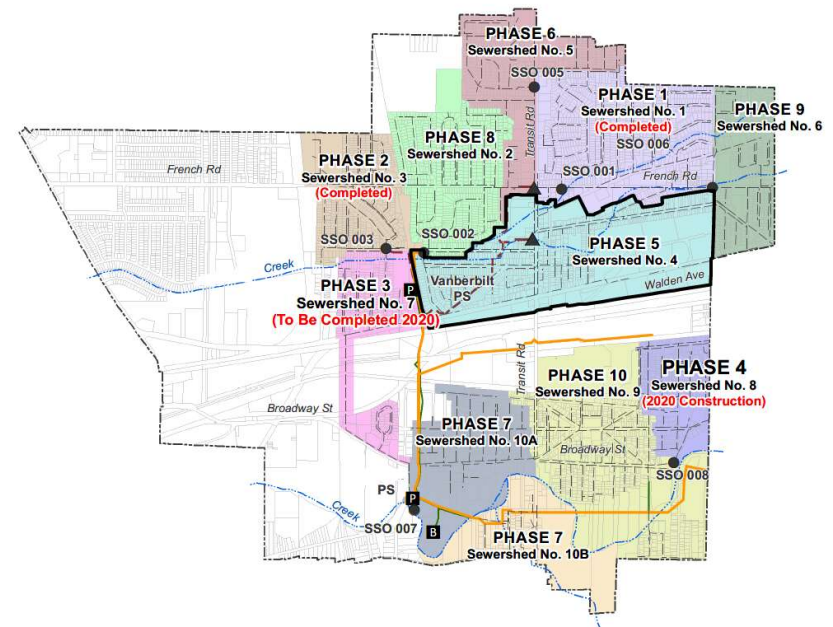 PHASE 6
Sewershed No. 5
SSO 005
PHASE 1
Sewershed No. 1
(Completed)
PHASE 9
Sewershed No. 6
Transit Rd
PHASE 8
Sewershed No. 2
SSO 006
PHASE 2
Sewershed No. 3
(Completed)
French Rd
SSO 001
French Rd
SSO 003
SSO 002
PHASE 5
Sewershed No. 4
Creek
Vanberbilt
PS
Walden Ave
PHASE 3
Sewershed No. 7
(To Be Completed 2020)
P
Transit Rd
PHASE 10
Sewershed No. 9
PHASE 4
Sewershed No. 8
(2020 Construction)
Broadway St
PHASE 7
Sewershed No. 10A
Broadway St
SSO 008
PS
P
Creek
SSO 007
B
PHASE 7
Sewershed No. 10B